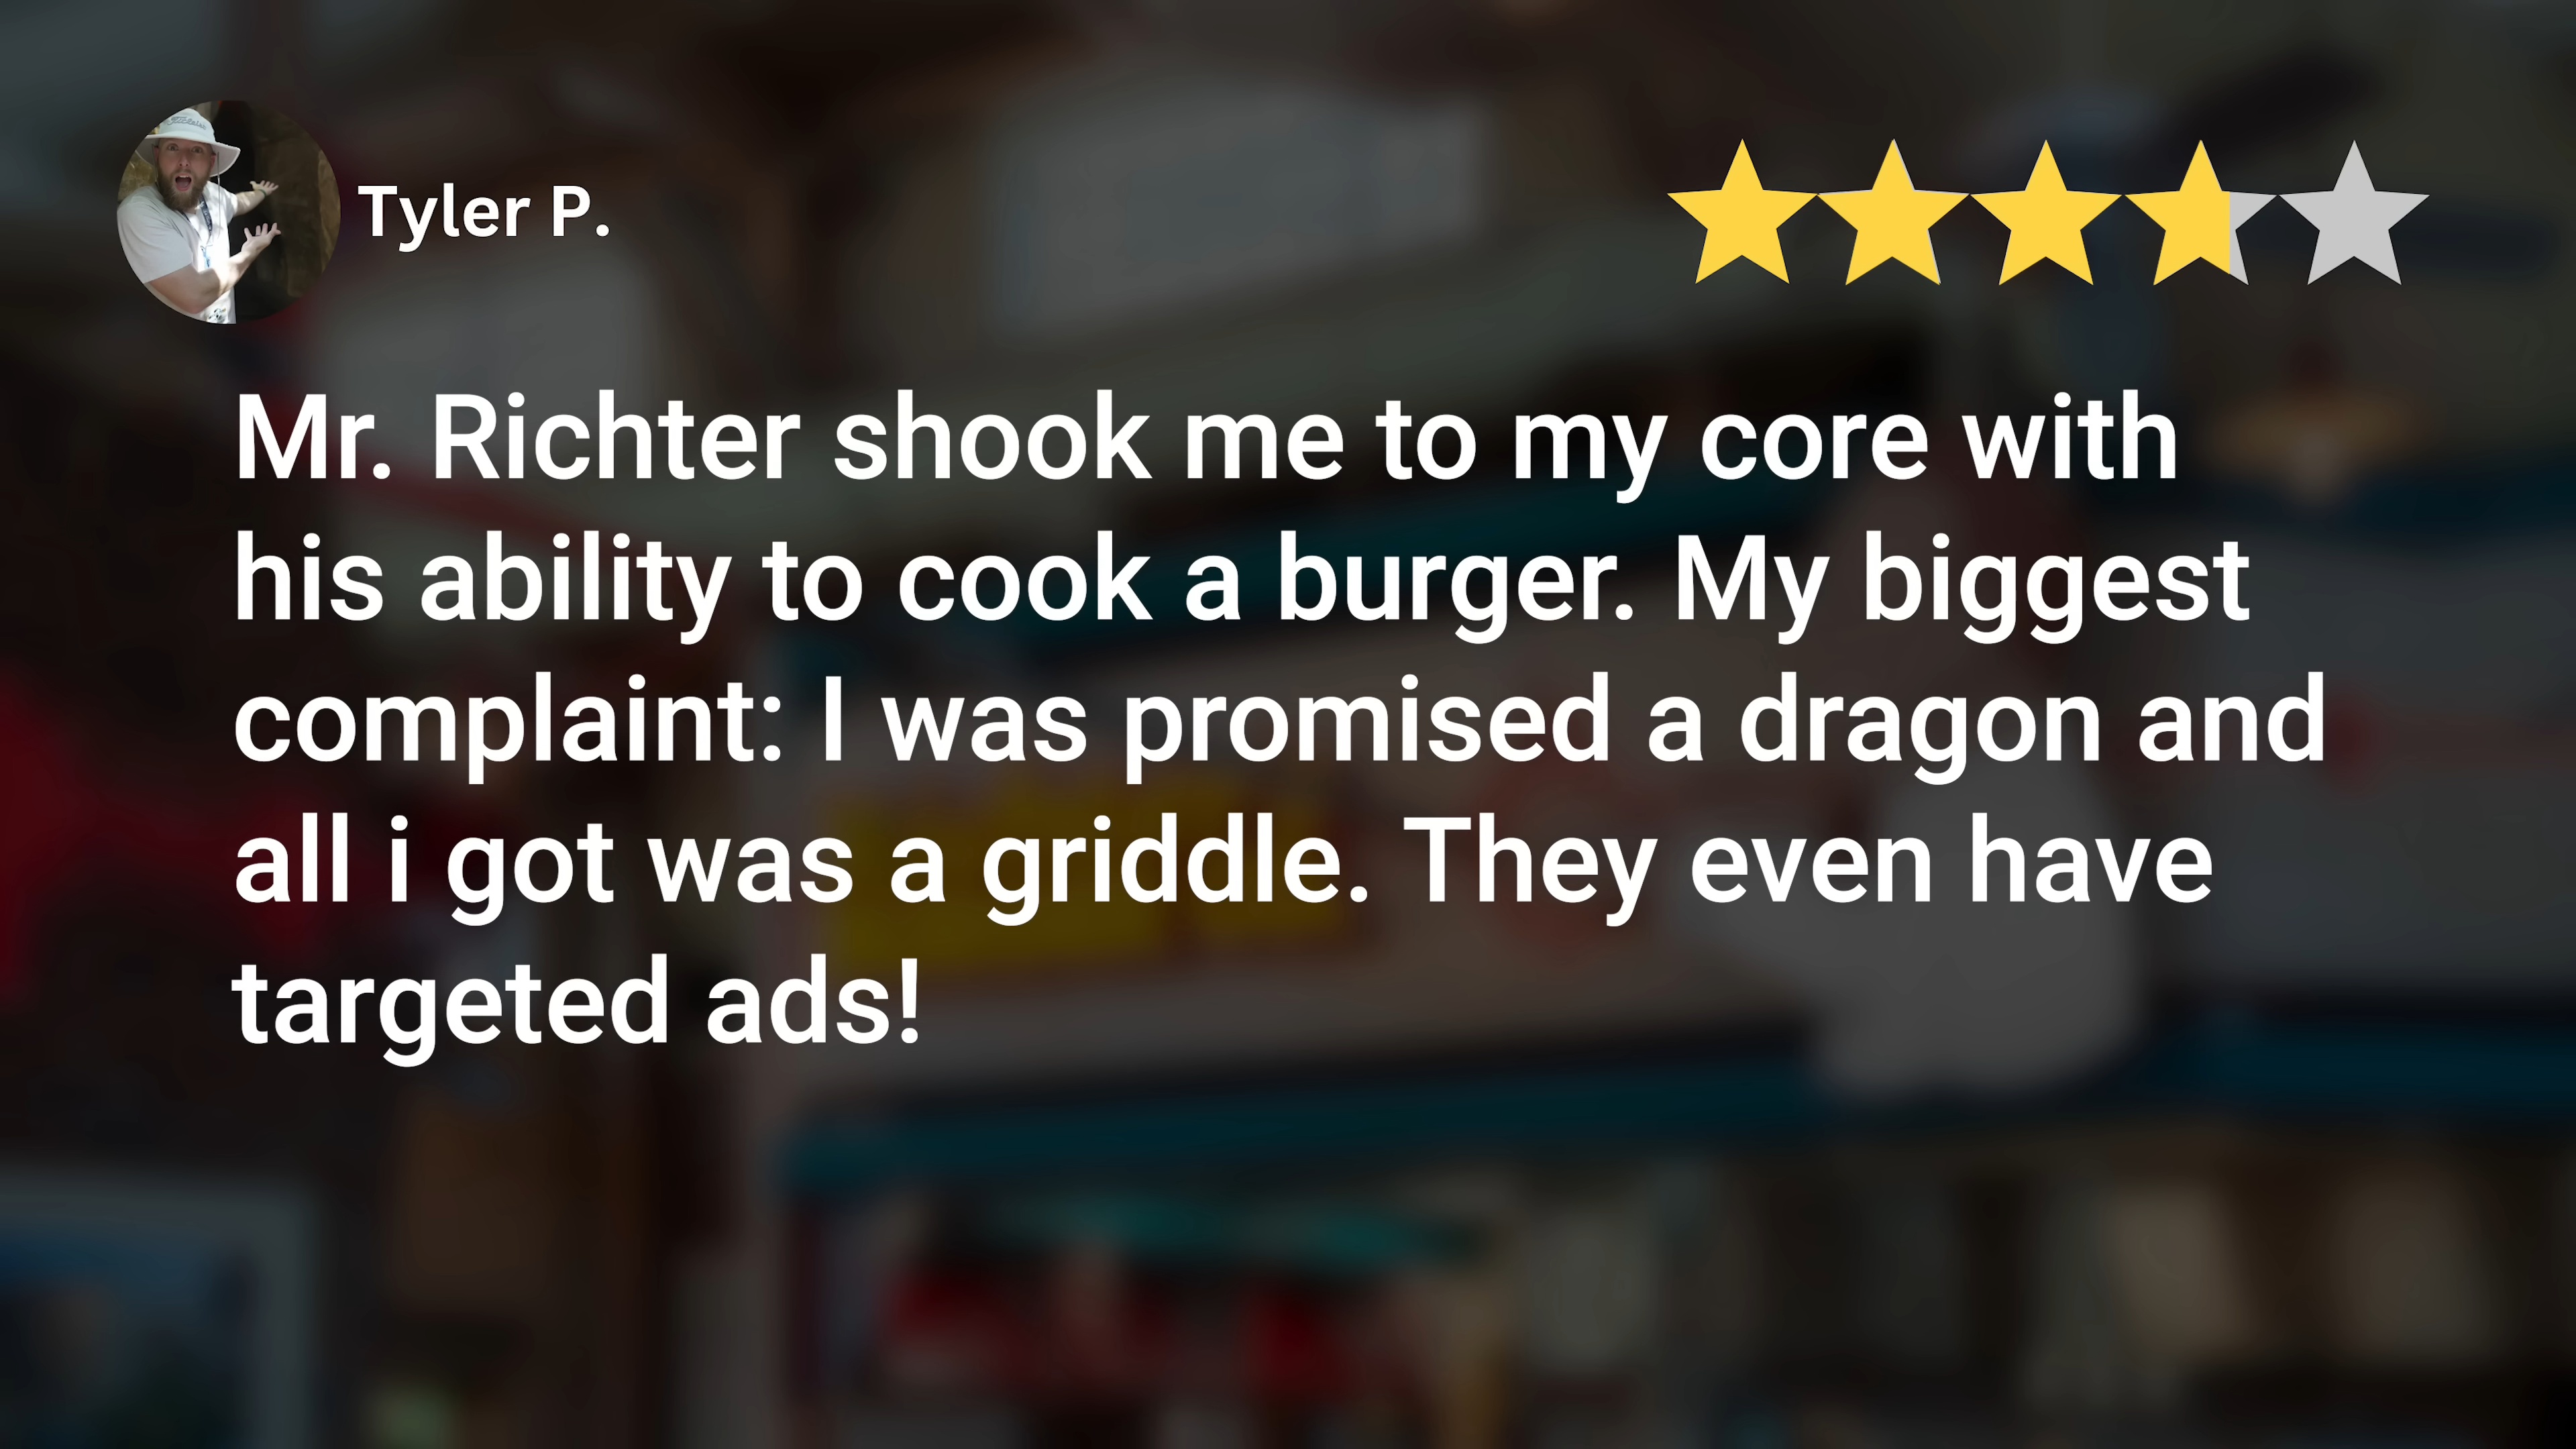 Tyler P.
Mr. Richter shook me to my core with
his ability to cook a burger. My biggest
complaint: I was promised a dragon and
all i got was a griddle. They even have
targeted ads!